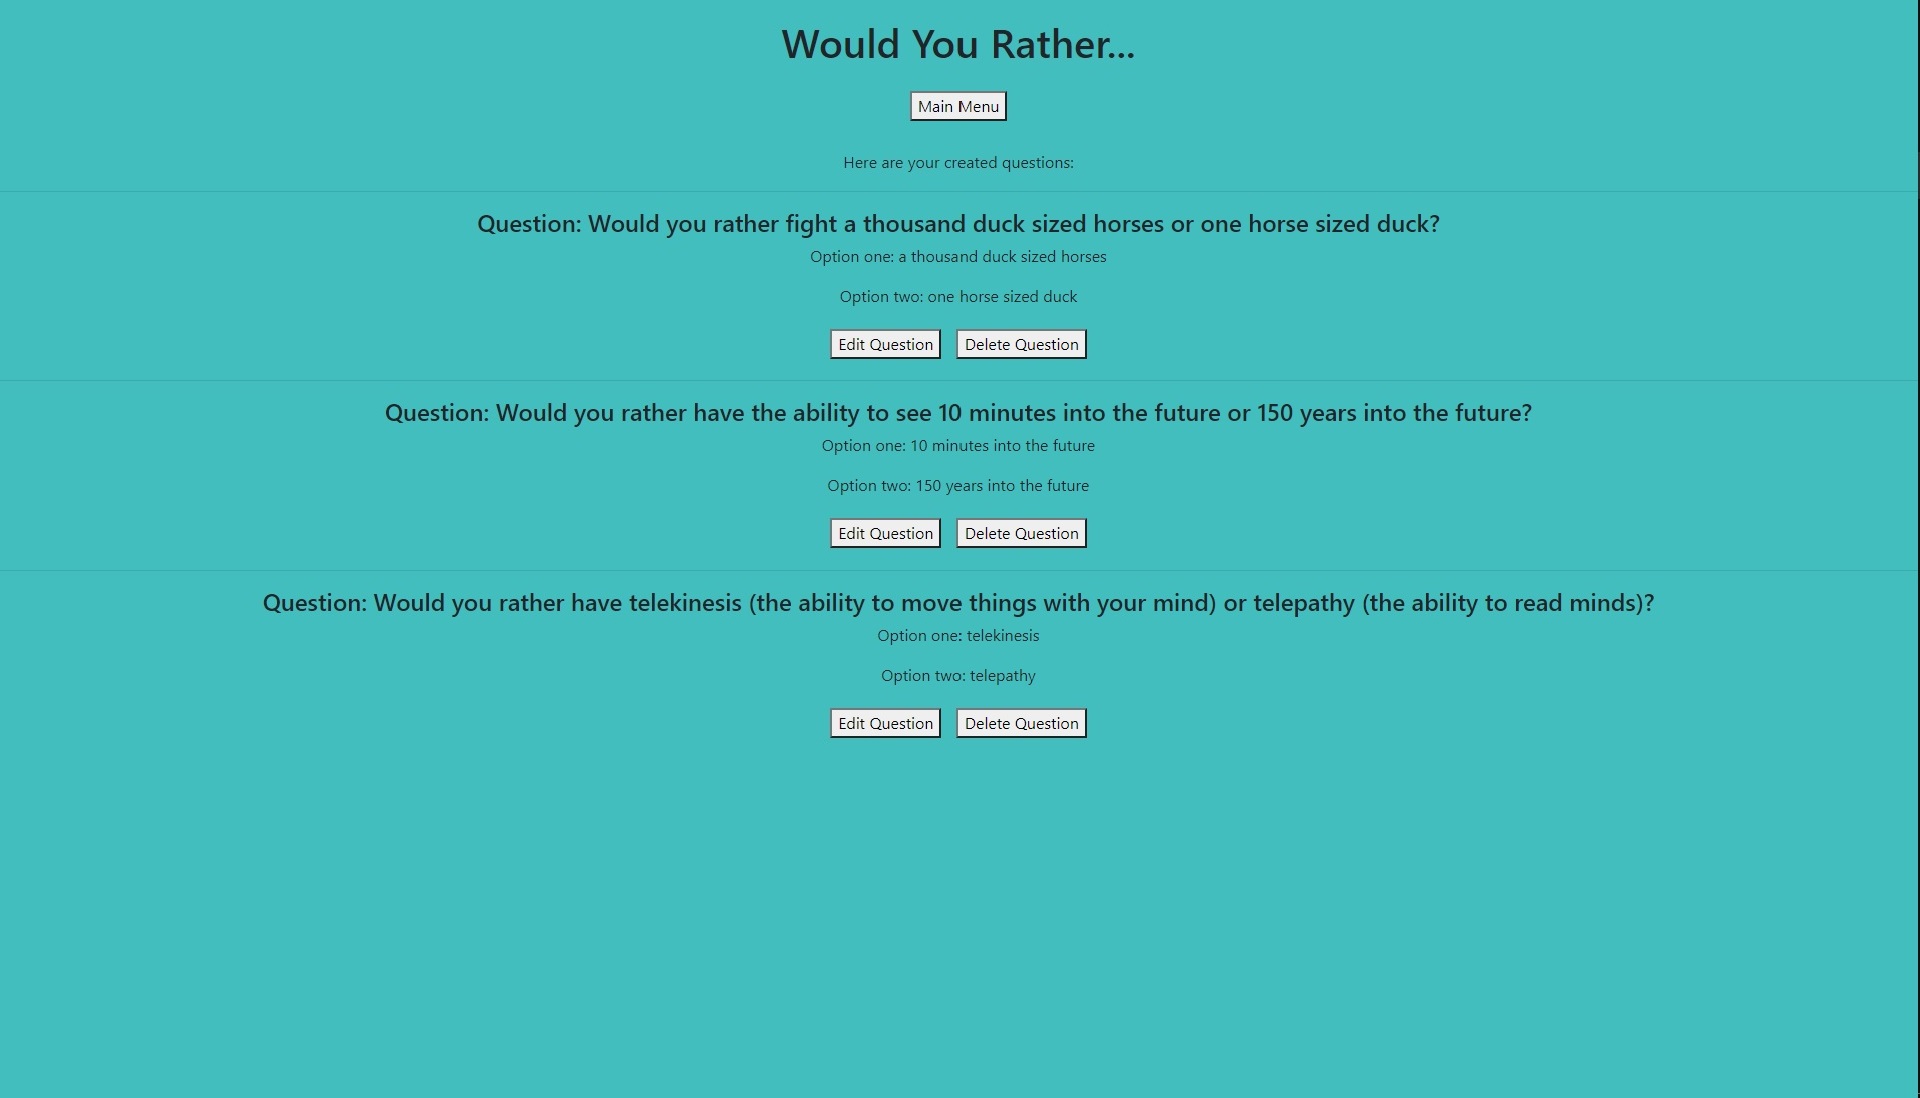 Would You Rather...
Main Menu
Here are your created questions:
Question: Would you rather fight a thousand duck sized horses or one horse sized duck?
Option one: a thousand duck sized horses
Option two: one horse sized duck
Edit Question Delete Question
Question: Would you rather have the ability to see 10 minutes into the future or 150 years into the future?
Option one: 10 minutes into the future
Option two: 150 years into the future
Edit Question Delete Question
Question: Would you rather have telekinesis (the ability to move things with your mind) or telepathy (the ability to read minds)?
Option one: telekinesis
Option two: telepathy
Edit Question Delete Question